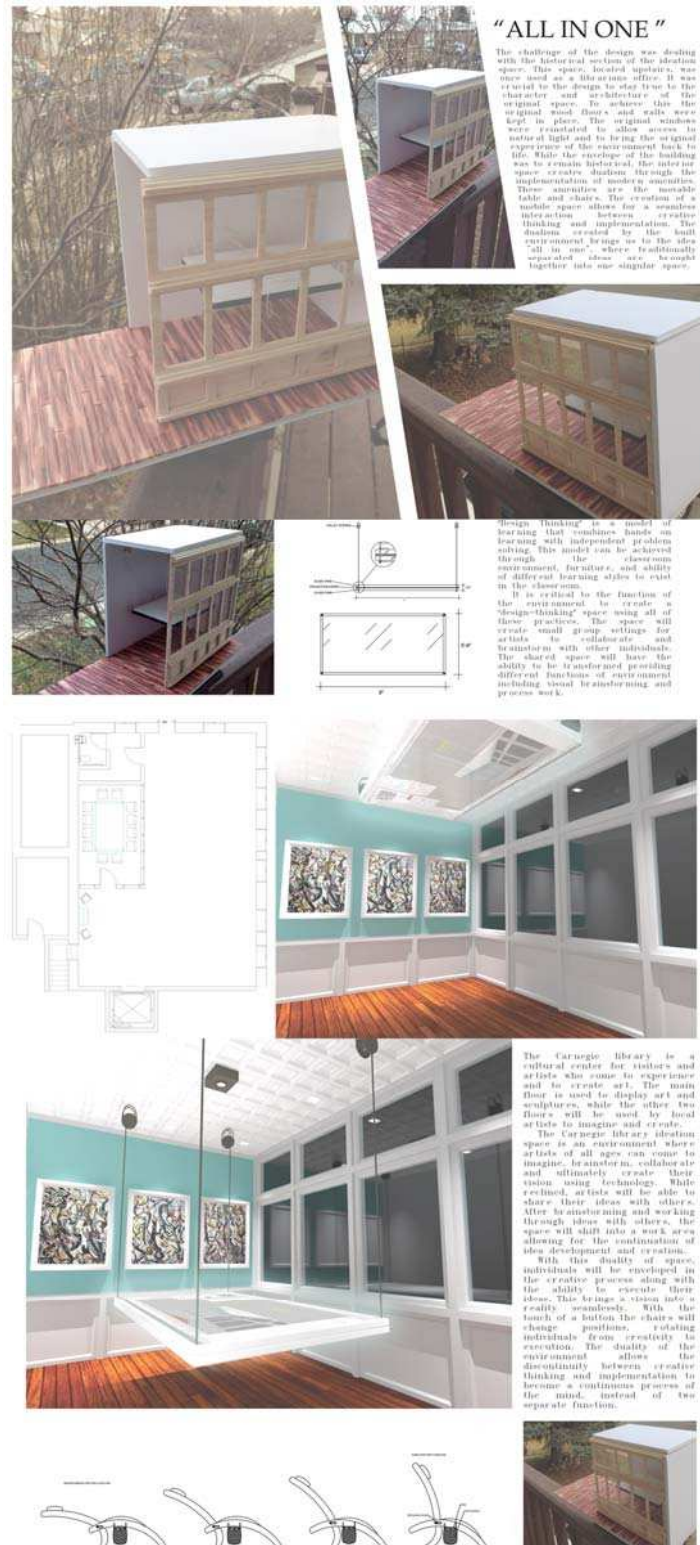 “ALL IN ONE ”
The challenge of the design was dealing
with the historical section of the ideation
space. This space, located upstairs, was
once used as a librarians office. It was
crucial to the design to stay true to the
character and architecture of the
original space. To achieve this the
original wood floors and walls were
kept in place. The original windows
were reinstated to allow access to
natural light and to bring the original
experience of the environment back to
life. While the envelope of the building
was to remain historical, the interior
space creates dualism through the
implementation of modern amenities.
These amenities are the movable
table and chairs. The creation of a
mobile space allows for a seamless
interaction between creative
thinking and implementation. The
dualism created by the built
environment brings us to the idea
"all in one", where traditionally
separated ideas are brought
together into one singular space.
"Design Thinking" is a model of
learning that combines hands on
learning with independent problem
solving. This model can be achieved
through the classroom
environment, furniture, and ability
of different learning styles to exist
in the classroom.
It is critical to the function of
the environment to create a
"design-thinking" space using all of
these practices. The space will
create small group settings for
artists to collaborate and
brainstorm with other individuals.
The shared space will have the
ability to be transformed providing
different functions of environment
including visual brainstorming and
process work.
The Carnegie library is a
cultural center for visitors and
artists who come to experience
and to create art. The main
floor is used to display art and
sculptures, while the other two
floors will be used by local
artists to imagine and create.
The Carnegie library ideation
space is an environment where
artists of all ages can come to
imagine, brainstorm, collaborate
and ultimately create their
vision using technology. While
reclined, artists will be able to
share their ideas with others.
After brainstorming and working
through ideas with others, the
space will shift into a work area
allowing for the continuation of
idea development and creation.
With this duality of space,
individuals will be enveloped in
the creative process along with
the ability to execute their
ideas. This brings a vision into a
reality seamlessly. With the
touch of a button the chairs will
change positions, rotating
individuals from creativity to
execution. The duality of the
environment allows the
discontinuity between creative
thinking and implementation to
become a continuous process of
the mind, instead of two
separate function.